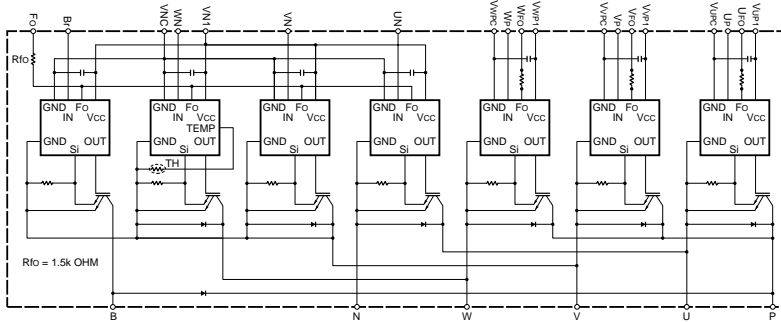 FO Br VNC WN VN1 VN UN VWPC WP WFO VWP1 VVPC VP VFO VVP1 VUPC UP UFO VUP1
RfO
GND FO
IN VCC
GND OUT
Si
GND FO
IN VCC
TEMP
GND OUT
Si
TH
GND FO
IN VCC
GND OUT
Si
GND FO
IN VCC
GND OUT
Si
GND FO
IN VCC
GND OUT
Si
GND FO
IN VCC
GND OUT
Si
GND FO
IN VCC
GND OUT
Si
RfO = 1.5k OHM
B N W V U P